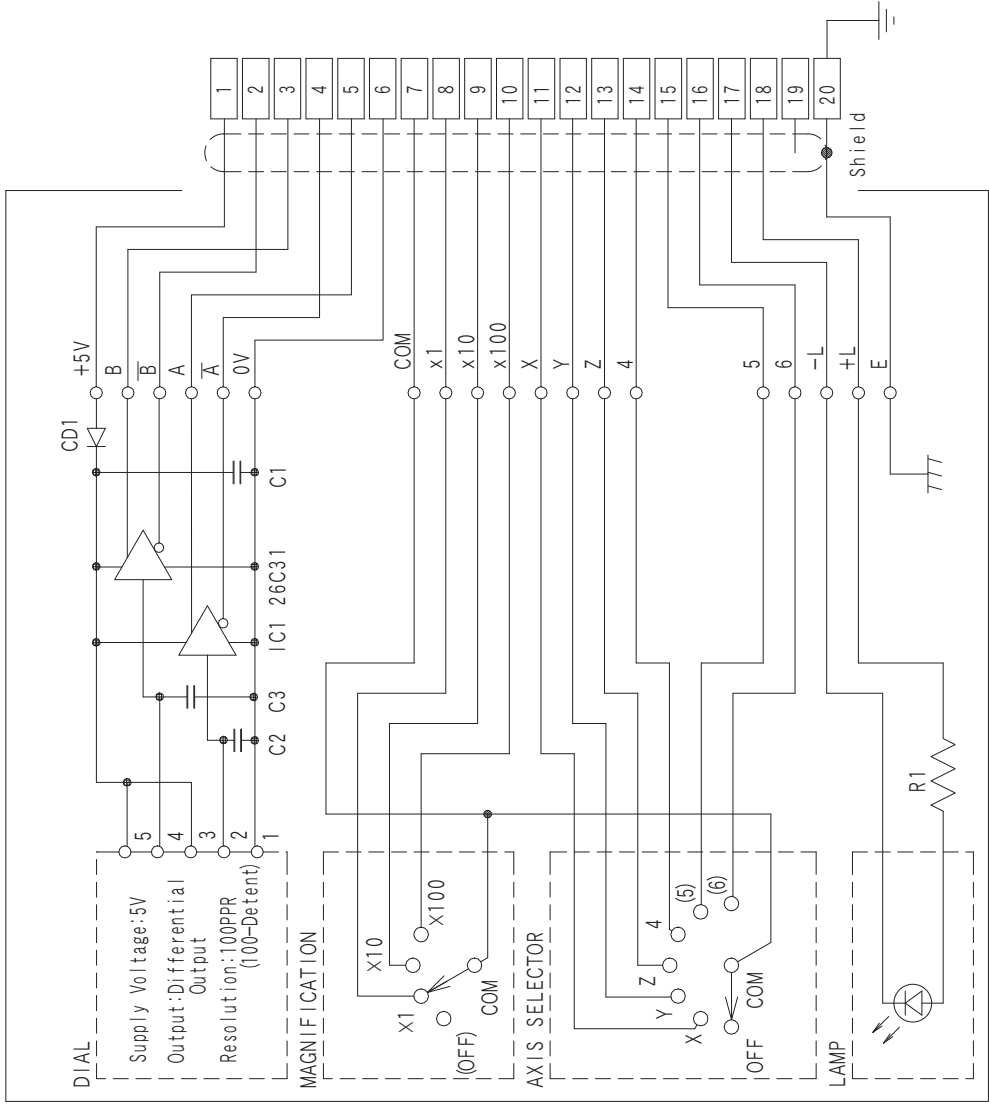 DIAL
Supply Voltage:5V
Output:Differential
Output
Resolution:100PPR
(100-Detent)
5
4
3
2
1
C2
C3
IC1 26C31
C1
CD1
+5V
B
B̅
A
A̅
0V
MAGNIFICATION
X1
X10
X100
(OFF)
COM
AXIS SELECTOR
OFF
X
Y
Z
4
(5)
(6)
COM
LAMP
R1
COM
x1
x10
x100
X
Y
Z
4
5
6
-L
+L
E
1
2
3
4
5
6
7
8
9
10
11
12
13
14
15
16
17
18
19
20
Shield